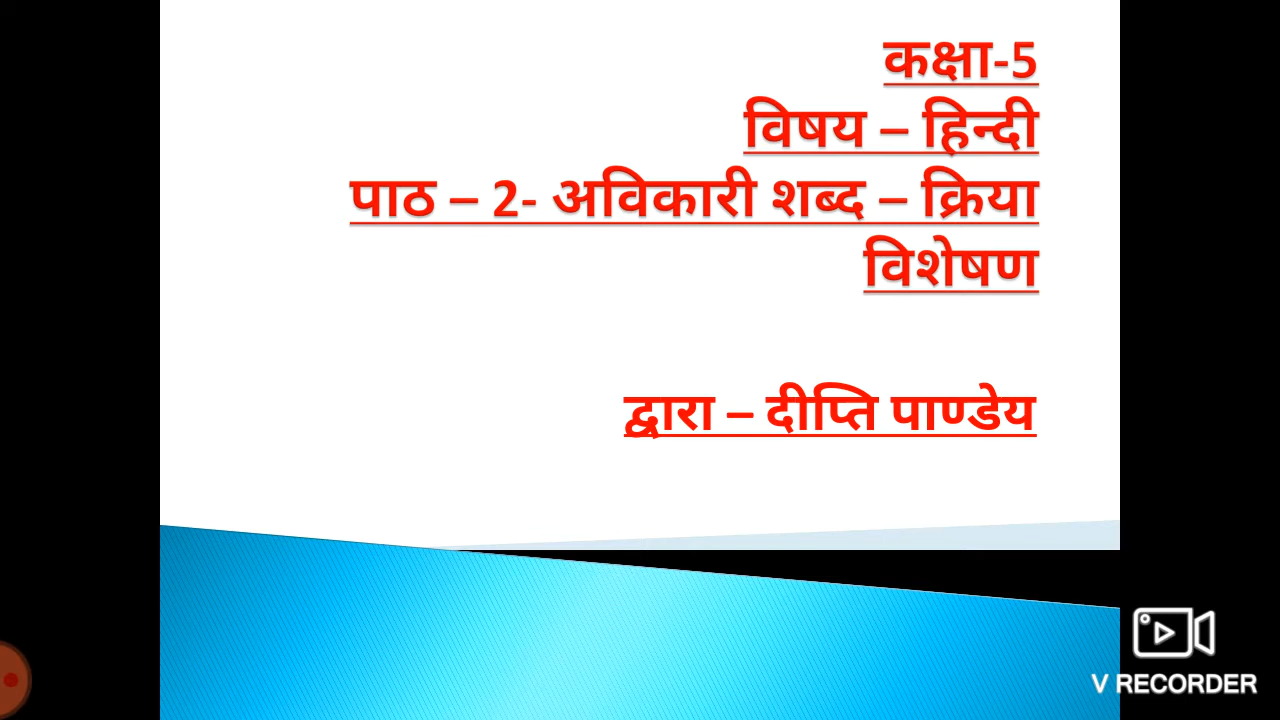 कक्षा-5
विषय – हिन्दी
पाठ – 2- अविकारी शब्द – क्रिया
विशेषण
द्वारा – दीप्ति पाण्डेय
V RECORDER